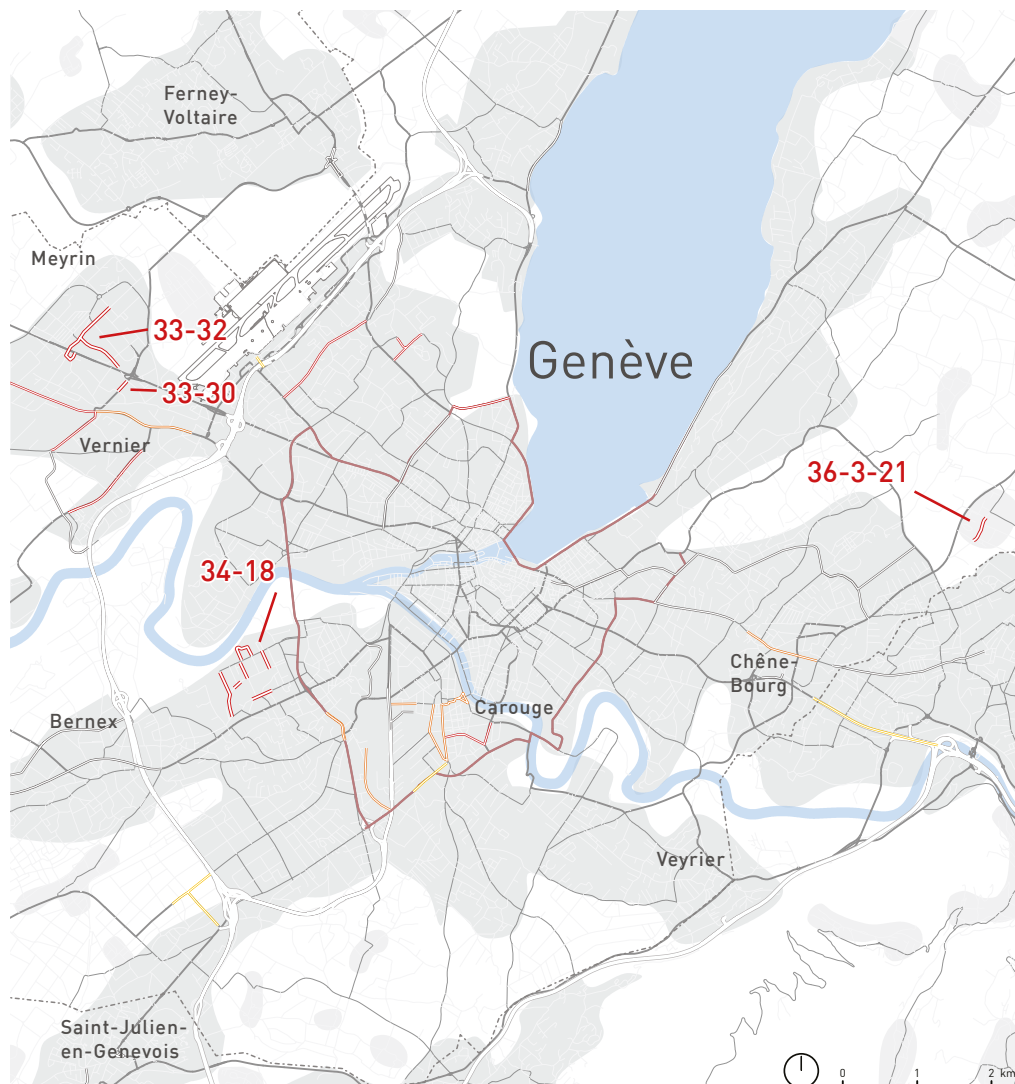 Ferney-
Voltaire
Meyrin
33-32
Genève
33-30
Vernier
36-3-21
34-18
Chêne-
Bourg
Carouge
Bernex
Veyrier
Saint-Julien-
en-Genevois
0 1 2 km